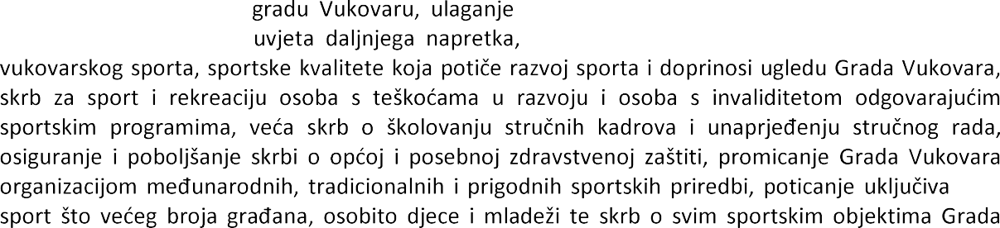 gradu Vukovaru, ulaganje
uvjeta daljnjega napretka,
vukovarskog sporta, sportske kvalitete koja potiče razvoj sporta i doprinosi ugledu Grada Vukovara,
skrb za sport i rekreaciju osoba s teškoćama u razvoju i osoba s invaliditetom odgovarajućim
sportskim programima, veća skrb o školovanju stručnih kadrova i unaprjeđenju stručnog rada,
osiguranje i poboljšanje skrbi o općoj i posebnoj zdravstvenoj zaštiti, promicanje Grada Vukovara
organizacijom međunarodnih, tradicionalnih i prigodnih sportskih priredbi, poticanje uključiva
sport što većeg broja građana, osobito djece i mladeži te skrb o svim sportskim objektima Grada